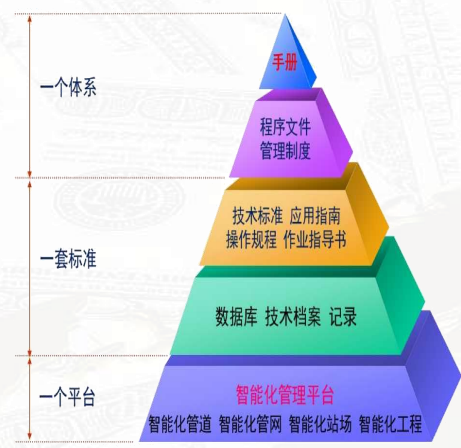 手册
一个体系
程序文件
管理制度
技术标准 应用指南
操作规程 作业指导书
一套标准
数据库 技术档案 记录
智能化管理平台
一个平台
智能化管道 智能化管网 智能化站场 智能化工程